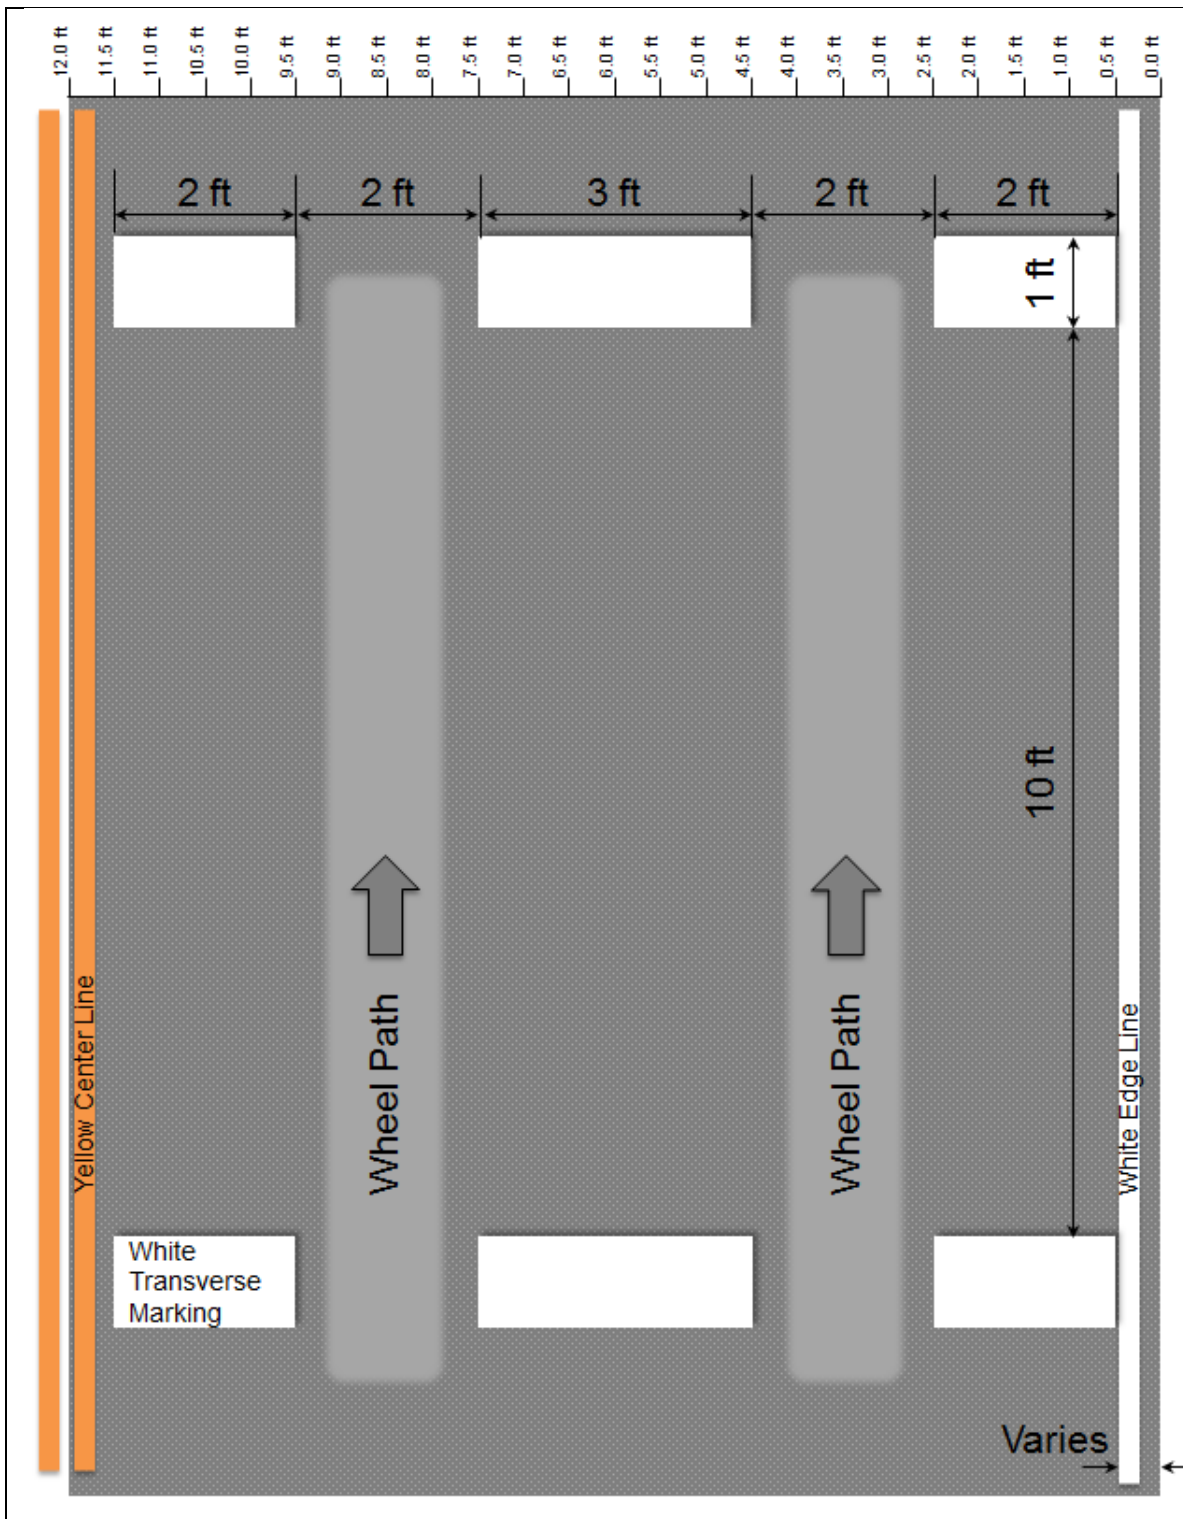 12.0 ft
11.5 ft
11.0 ft
10.5 ft
10.0 ft
9.5 ft
9.0 ft
8.5 ft
8.0 ft
7.5 ft
7.0 ft
6.5 ft
6.0 ft
5.5 ft
5.0 ft
4.5 ft
4.0 ft
3.5 ft
3.0 ft
2.5 ft
2.0 ft
1.5 ft
1.0 ft
0.5 ft
0.0 ft
2 ft
2 ft
3 ft
2 ft
2 ft
1 ft
10 ft
Yellow Center Line
Wheel Path
Wheel Path
White Edge Line
White
Transverse
Marking
Varies